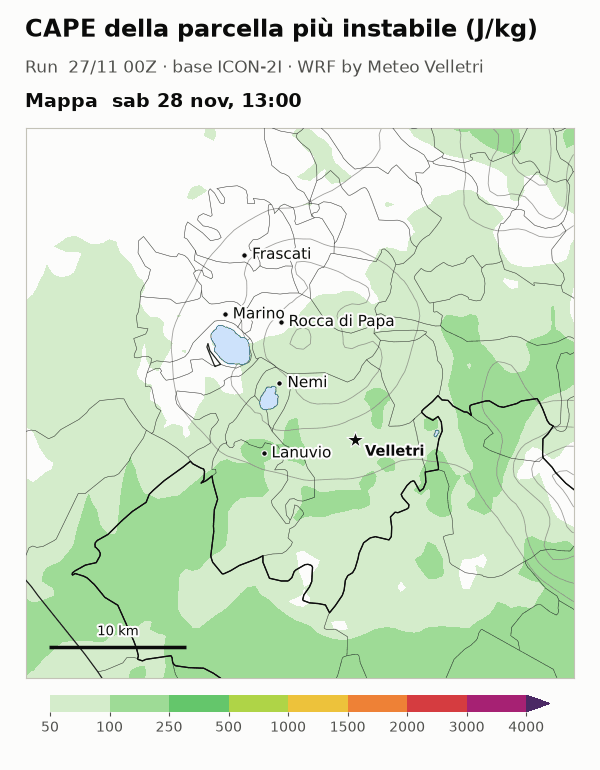 CAPE della parcella più instabile (J/kg)
Run 27/11 00Z · base ICON-2I · WRF by Meteo Velletri
Mappa sab 28 nov, 13:00
Frascati
Marino
Rocca di Papa
Nemi
Velletri
Lanuvio
10 km
50 100 250 500 1000 1500 2000 3000 4000